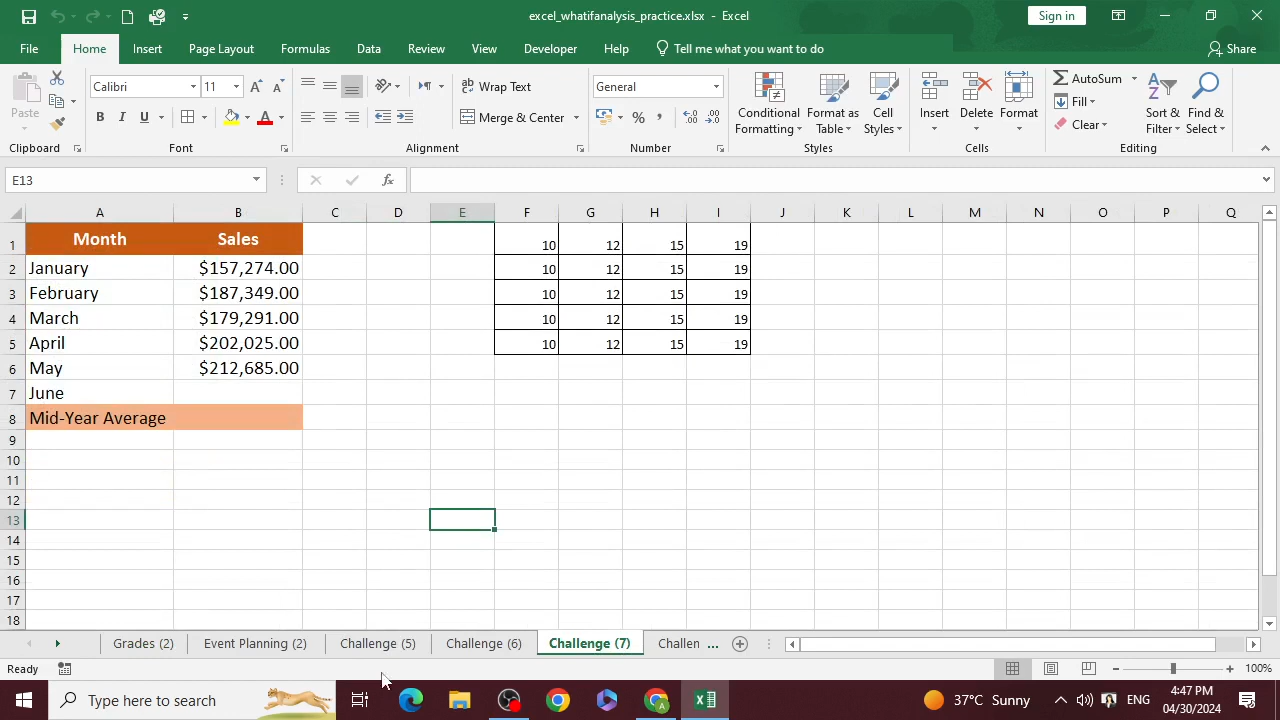 excel_whatifanalysis_practice.xlsx - Excel
Sign in
File Home Insert Page Layout Formulas Data Review View Developer Help Tell me what you want to do Share
Paste
Clipboard
Calibri 11
B I U
Font
Wrap Text
Merge & Center
Alignment
General
Number
Conditional Formatting
Format as Table
Cell Styles
Styles
Insert Delete Format
Cells
AutoSum
Fill
Clear
Sort & Filter
Find & Select
Editing
E13 fx
A B C D E F G H I J K L M N O P Q
1 Month Sales 10 12 15 19
2 January $157,274.00 10 12 15 19
3 February $187,349.00 10 12 15 19
4 March $179,291.00 10 12 15 19
5 April $202,025.00 10 12 15 19
6 May $212,685.00
7 June
8 Mid-Year Average
9
10
11
12
13
14
15
16
17
18
Grades (2) Event Planning (2) Challenge (5) Challenge (6) Challenge (7) Challen ...
Ready 100%
Type here to search 37°C Sunny ENG 4:47 PM
04/30/2024